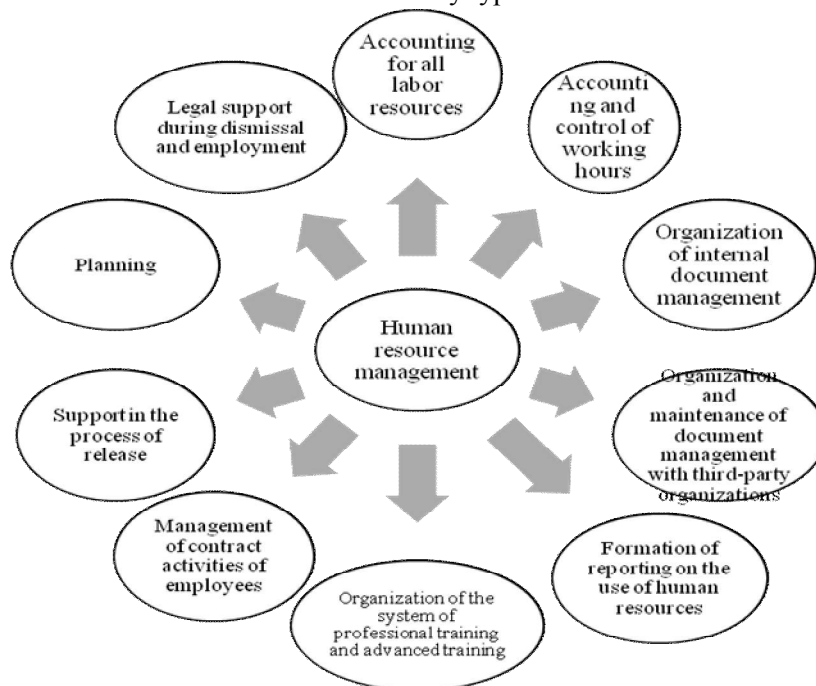 Accounting
for all
labor
resources
Accounti
ng and
control of
working
hours
Organization
of internal
document
management
Organization
and
maintenance of
document
management
with third-party
organizations
Formation of
reporting on the
use of human
resources
Organization of the
system of
professional training
and advanced training
Management
of contract
activities of
employees
Support in the
process of
release
Planning
Legal support
during dismissal
and employment
Human
resource
management